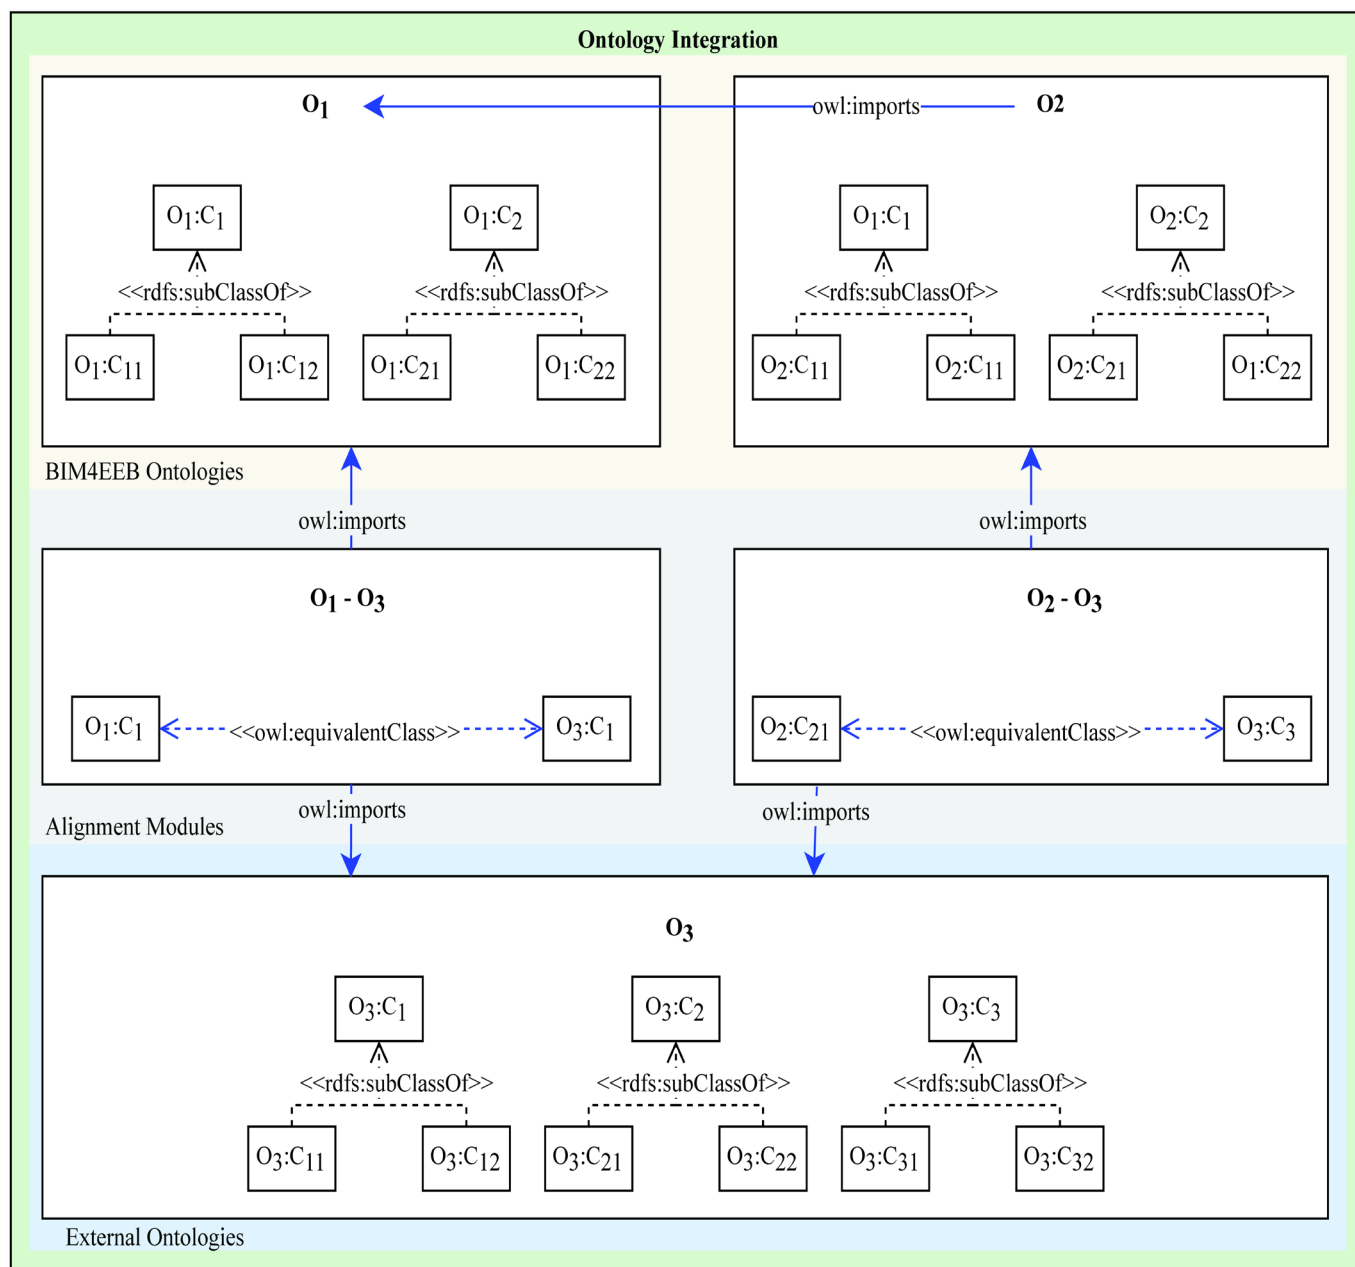 Ontology Integration
O1 owl:imports O2
O1:C1 O1:C2 O1:C1 O2:C2
<<rdfs:subClassOf>> <<rdfs:subClassOf>> <<rdfs:subClassOf>> <<rdfs:subClassOf>>
O1:C11 O1:C12 O1:C21 O1:C22 O2:C11 O2:C11 O2:C21 O1:C22
BIM4EEB Ontologies
owl:imports owl:imports
O1 - O3 O2 - O3
O1:C1 <<owl:equivalentClass>> O3:C1 O2:C21 <<owl:equivalentClass>> O3:C3
owl:imports owl:imports
Alignment Modules
O3
O3:C1 O3:C2 O3:C3
<<rdfs:subClassOf>> <<rdfs:subClassOf>> <<rdfs:subClassOf>>
O3:C11 O3:C12 O3:C21 O3:C22 O3:C31 O3:C32
External Ontologies